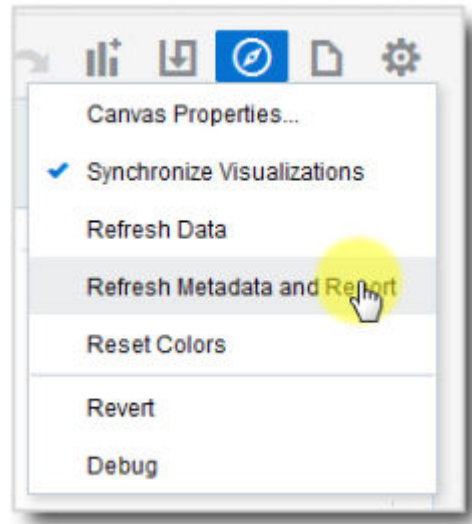 Canvas Properties...
Synchronize Visualizations
Refresh Data
Refresh Metadata and Report
Reset Colors
Revert
Debug